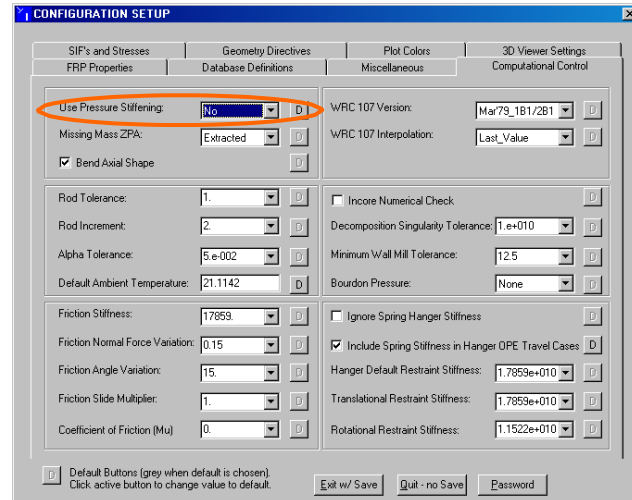 CONFIGURATION SETUP
SIF's and Stresses Geometry Directives Plot Colors 3D Viewer Settings
FRP Properties Database Definitions Miscellaneous Computational Control
Use Pressure Stiffening: No D
WRC 107 Version: Mar'79_1B1/2B1 D
Missing Mass ZPA: Extracted D
WRC 107 Interpolation: Last_Value D
Bend Axial Shape D
Rod Tolerance: 1. D
Incore Numerical Check D
Rod Increment: 2. D
Decomposition Singularity Tolerance: 1.e+010 D
Alpha Tolerance: 5.e-002 D
Minimum Wall Mill Tolerance: 12.5 D
Default Ambient Temperature: 21.1142 D
Bourdon Pressure: None D
Friction Stiffness: 17859. D
Ignore Spring Hanger Stiffness D
Friction Normal Force Variation: 0.15 D
Include Spring Stiffness in Hanger OPE Travel Cases D
Friction Angle Variation: 15. D
Hanger Default Restraint Stiffness: 1.7859e+010 D
Friction Slide Multiplier: 1. D
Translational Restraint Stiffness: 1.7859e+010 D
Coefficient of Friction (Mu) 0. D
Rotational Restraint Stiffness: 1.1522e+010 D
D Default Buttons (grey when default is chosen).
Click active button to change value to default.
Exit w/ Save Quit - no Save Password